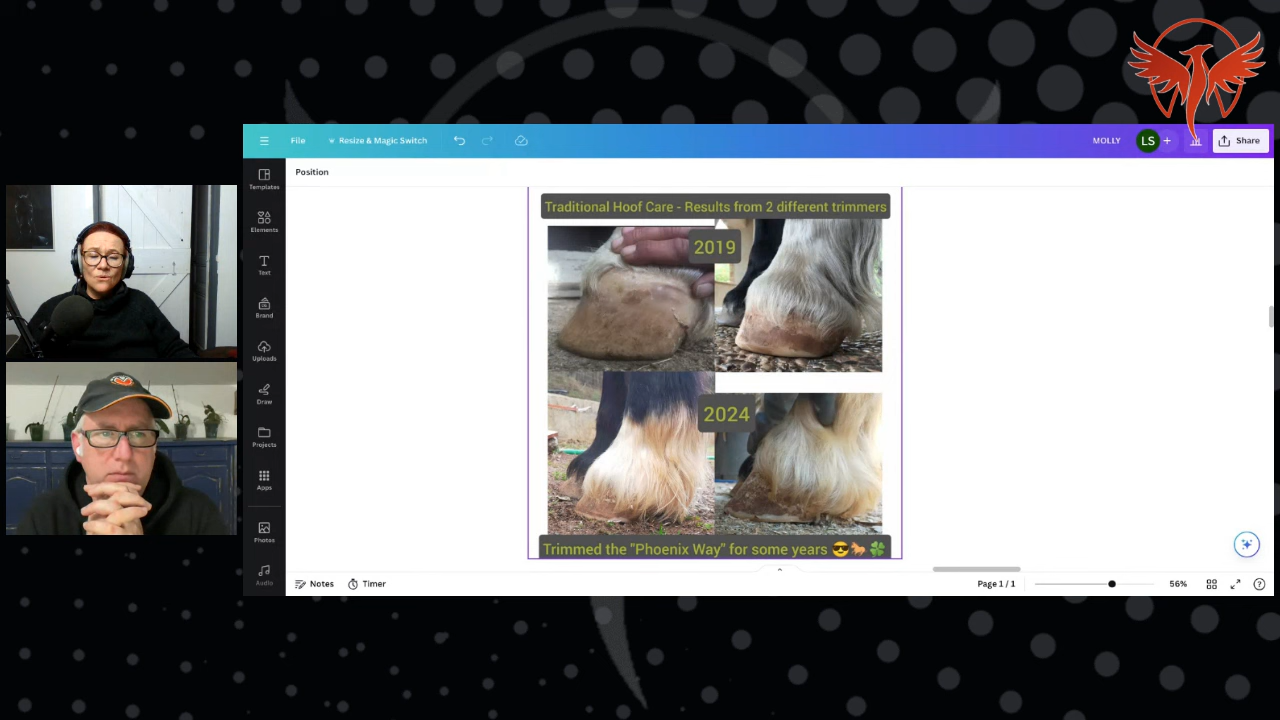 File
Resize & Magic Switch
MOLLY
LS
+
Share
Position
Templates
Elements
Text
Brand
Uploads
Draw
Projects
Apps
Photos
Audio
Traditional Hoof Care - Results from 2 different trimmers
2019
2024
Trimmed the "Phoenix Way" for some years 😎🐎🍀
Notes
Timer
Page 1 / 1
56%